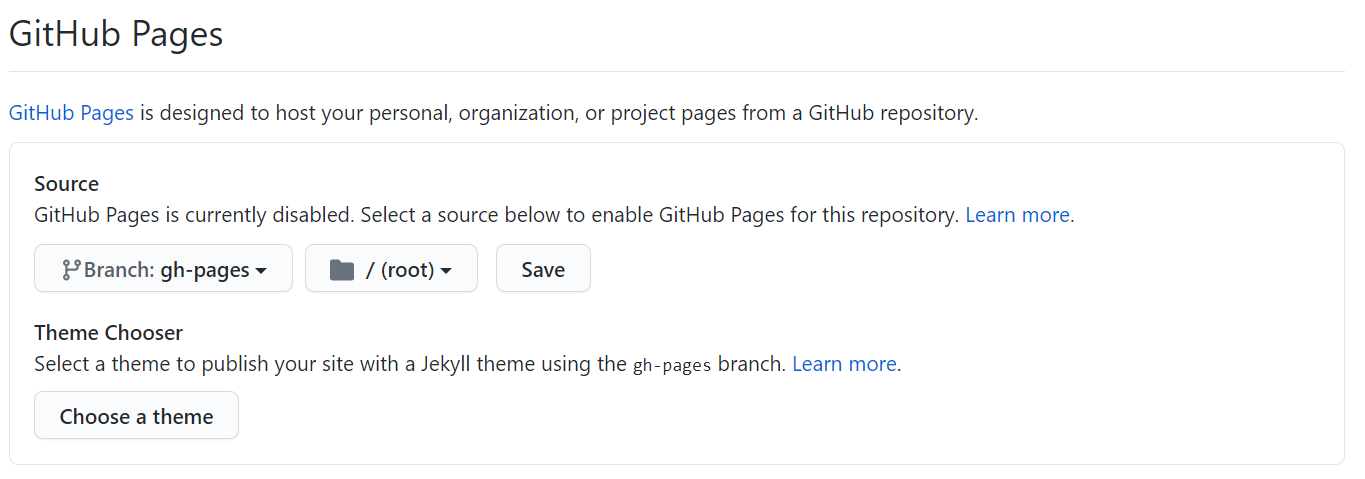 GitHub Pages
GitHub Pages is designed to host your personal, organization, or project pages from a GitHub repository.
Source
GitHub Pages is currently disabled. Select a source below to enable GitHub Pages for this repository. Learn more.
Branch: gh-pages / (root) Save
Theme Chooser
Select a theme to publish your site with a Jekyll theme using the gh-pages branch. Learn more.
Choose a theme